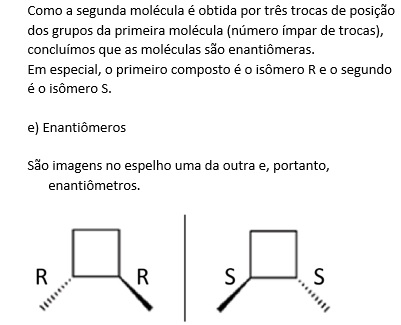 Como a segunda molécula é obtida por três trocas de posição
dos grupos da primeira molécula (número ímpar de trocas),
concluímos que as moléculas são enantiômeras.
Em especial, o primeiro composto é o isômero R e o segundo
é o isômero S.
e) Enantiômeros
São imagens no espelho uma da outra e, portanto,
enantiômetros.
R R S S